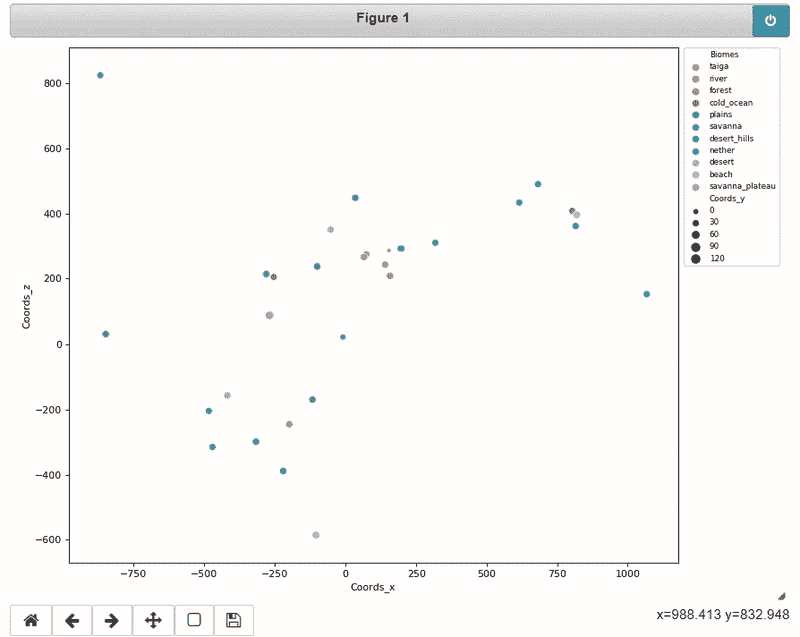 Figure 1
800
600
400
200
0
−200
−400
−600
Coords_z
−750
−500
−250
0
250
500
750
1000
Coords_x
Biomes
taiga
river
forest
cold_ocean
plains
savanna
desert_hills
nether
desert
beach
savanna_plateau
Coords_y
0
30
60
90
120
x=988.413 y=832.948